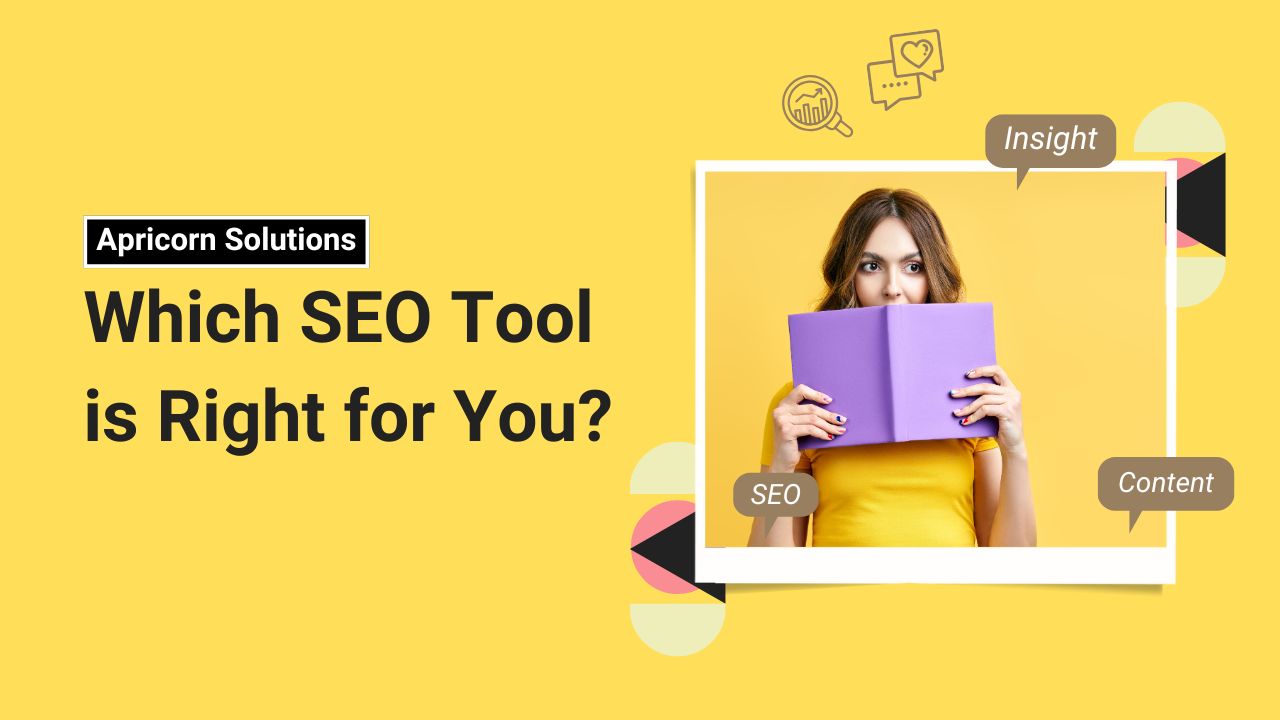 Apricorn Solutions
Which SEO Tool
is Right for You?
Insight
SEO
Content